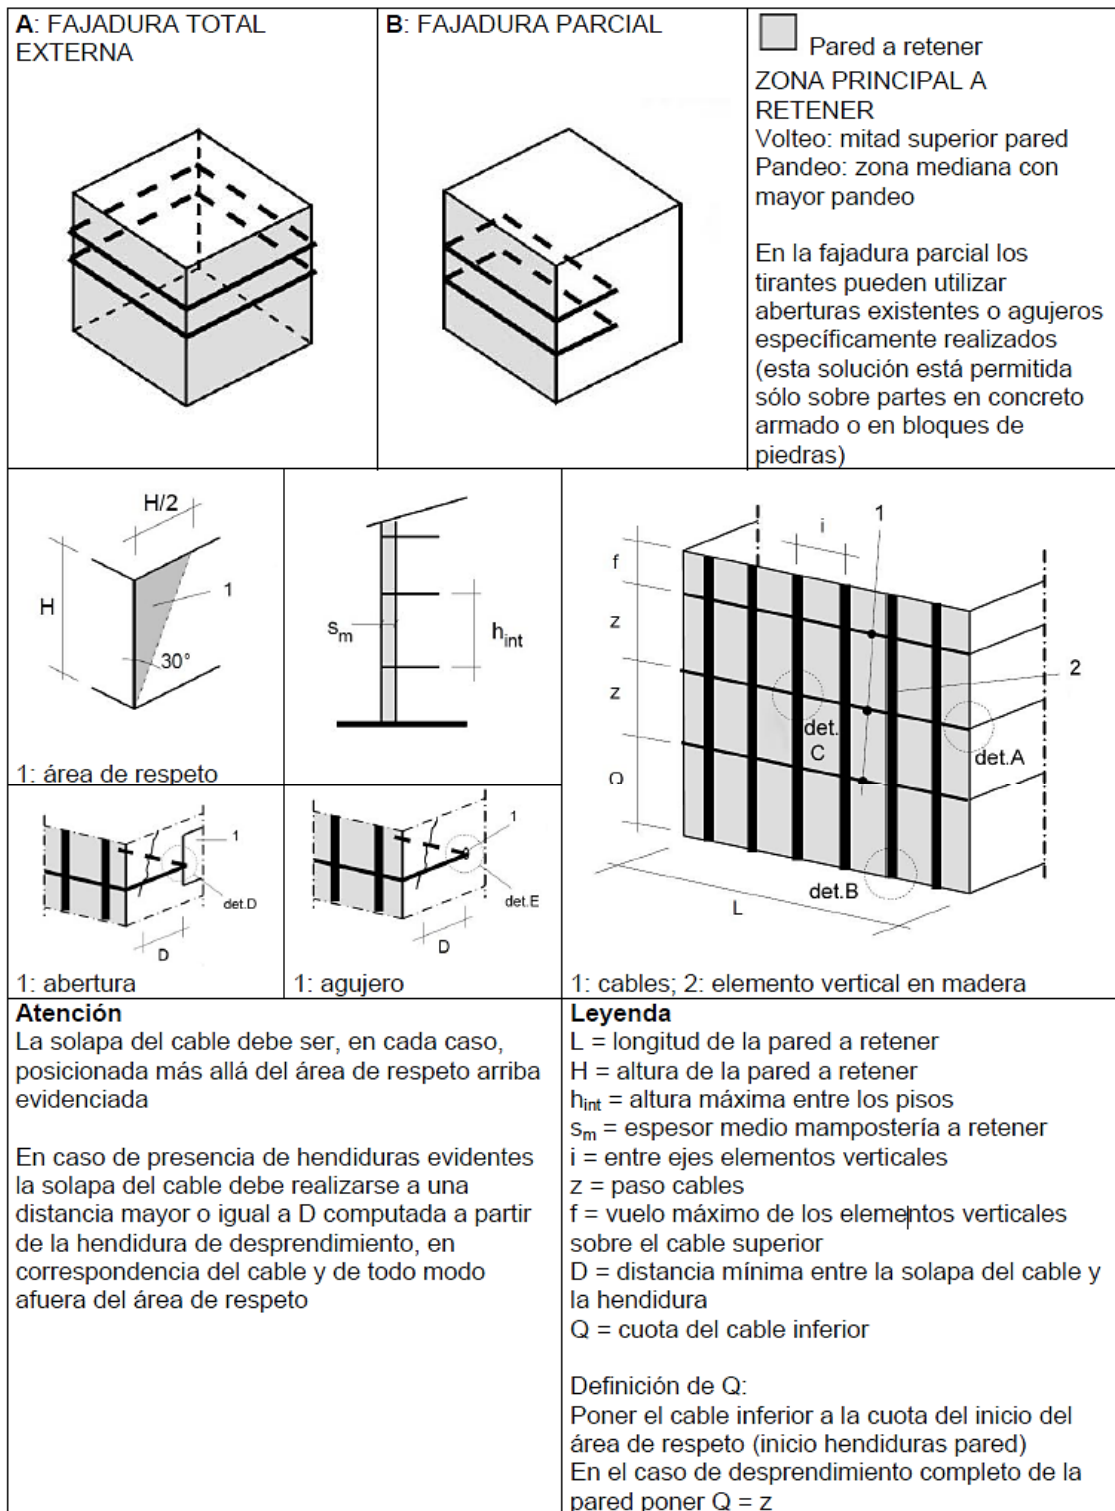 A: FAJADURA TOTAL
EXTERNA
B: FAJADURA PARCIAL
Pared a retener
ZONA PRINCIPAL A
RETENER
Volteo: mitad superior pared
Pandeo: zona mediana con
mayor pandeo
En la fajadura parcial los
tirantes pueden utilizar
aberturas existentes o agujeros
específicamente realizados
(esta solución está permitida
sólo sobre partes en concreto
armado o en bloques de
piedras)
H/2
H
1
30°
1: área de respeto
sm
hint
f
z
z
Q
i
1
2
det.
C
det.A
det.B
L
1: cables; 2: elemento vertical en madera
1
det.D
D
1: abertura
1
det.E
D
1: agujero
Atención
La solapa del cable debe ser, en cada caso,
posicionada más allá del área de respeto arriba
evidenciada
En caso de presencia de hendiduras evidentes
la solapa del cable debe realizarse a una
distancia mayor o igual a D computada a partir
de la hendidura de desprendimiento, en
correspondencia del cable y de todo modo
afuera del área de respeto
Leyenda
L = longitud de la pared a retener
H = altura de la pared a retener
hint = altura máxima entre los pisos
sm = espesor medio mampostería a retener
i = entre ejes elementos verticales
z = paso cables
f = vuelo máximo de los elementos verticales
sobre el cable superior
D = distancia mínima entre la solapa del cable y
la hendidura
Q = cuota del cable inferior
Definición de Q:
Poner el cable inferior a la cuota del inicio del
área de respeto (inicio hendiduras pared)
En el caso de desprendimiento completo de la
pared poner Q = z